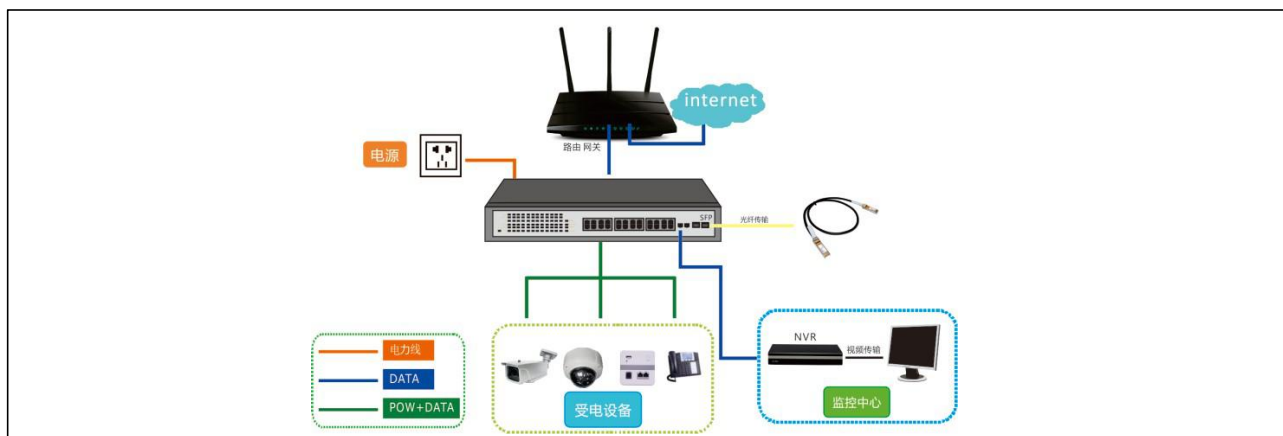 internet
路由 网关
电源
SFP
光纤传输
电力线
DATA
POW+DATA
受电设备
NVR
视频传输
监控中心